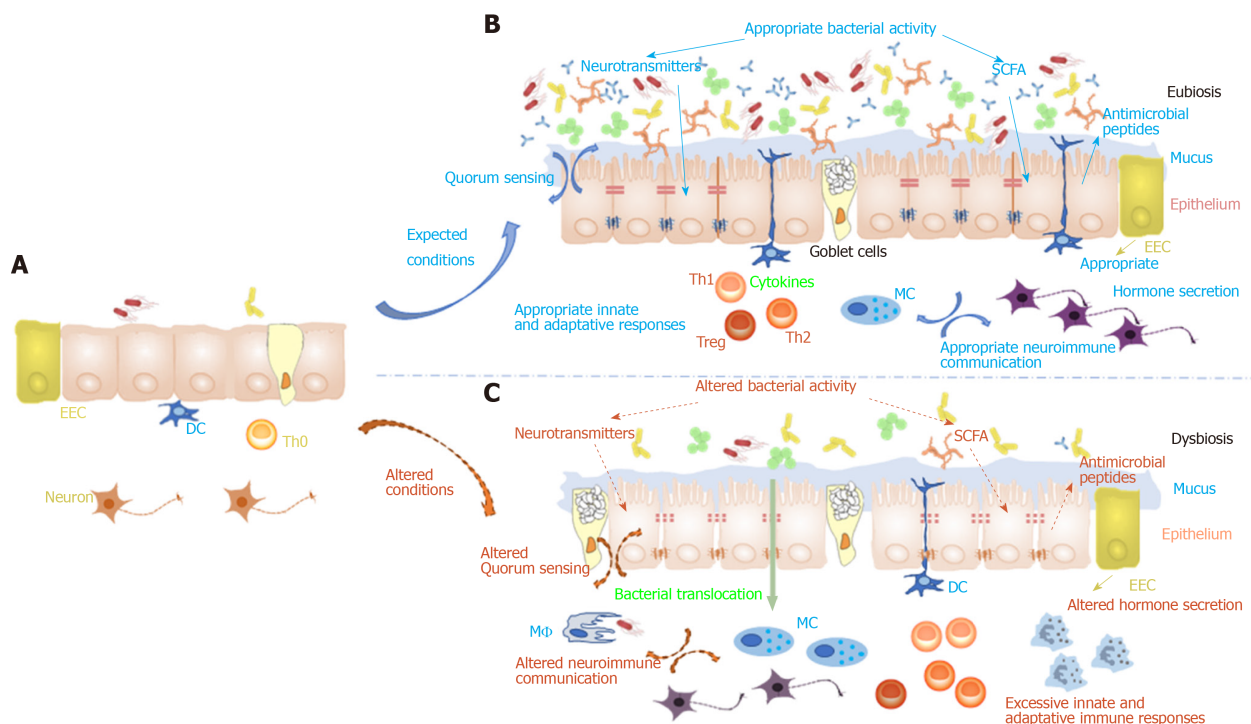 A
EEC
DC
Th0
Neuron
Expected
conditions
Altered
conditions
B
Appropriate bacterial activity
Neurotransmitters
SCFA
Eubiosis
Antimicrobial
peptides
Mucus
Quorum sensing
Epithelium
EEC
Goblet cells
Appropriate
Hormone secretion
Th1
Cytokines
MC
Appropriate innate
and adaptative responses
Treg
Th2
Appropriate neuroimmune
communication
C
Altered bacterial activity
Neurotransmitters
SCFA
Dysbiosis
Antimicrobial
peptides
Mucus
Epithelium
Altered
Quorum sensing
Bacterial translocation
DC
EEC
Altered hormone secretion
MΦ
MC
Altered neuroimmune
communication
Excessive innate and
adaptative immune responses